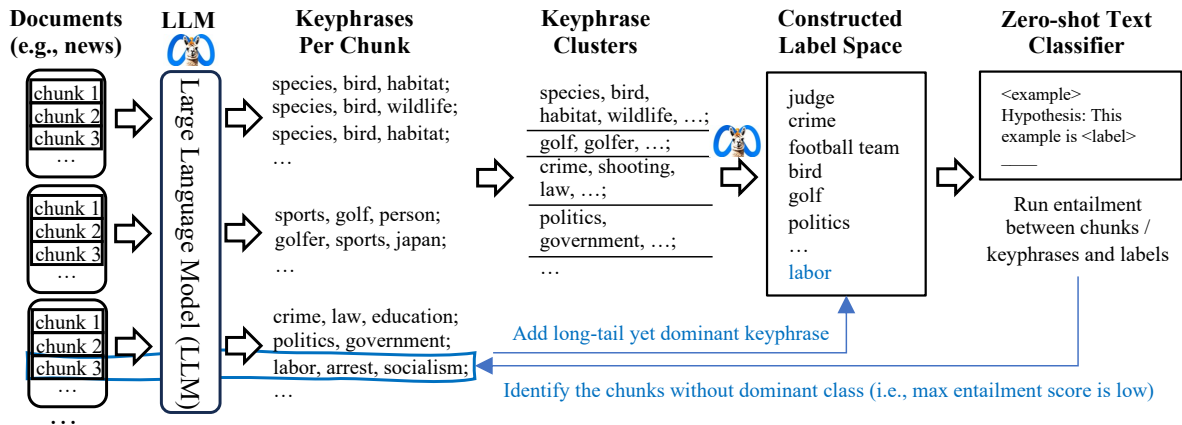 Documents
(e.g., news)
LLM
Keyphrases
Per Chunk
Keyphrase
Clusters
Constructed
Label Space
Zero-shot Text
Classifier
chunk 1
chunk 2
chunk 3
…
chunk 1
chunk 2
chunk 3
…
chunk 1
chunk 2
chunk 3
…
…
Large Language Model (LLM)
species, bird, habitat;
species, bird, wildlife;
species, bird, habitat;
…
sports, golf, person;
golfer, sports, japan;
…
crime, law, education;
politics, government;
labor, arrest, socialism;
…
species, bird,
habitat, wildlife, …;
golf, golfer, …;
crime, shooting,
law, …;
politics,
government, …;
…
judge
crime
football team
bird
golf
politics
…
labor
<example>
Hypothesis: This
example is <label>
____
Run entailment
between chunks /
keyphrases and labels
Add long-tail yet dominant keyphrase
Identify the chunks without dominant class (i.e., max entailment score is low)